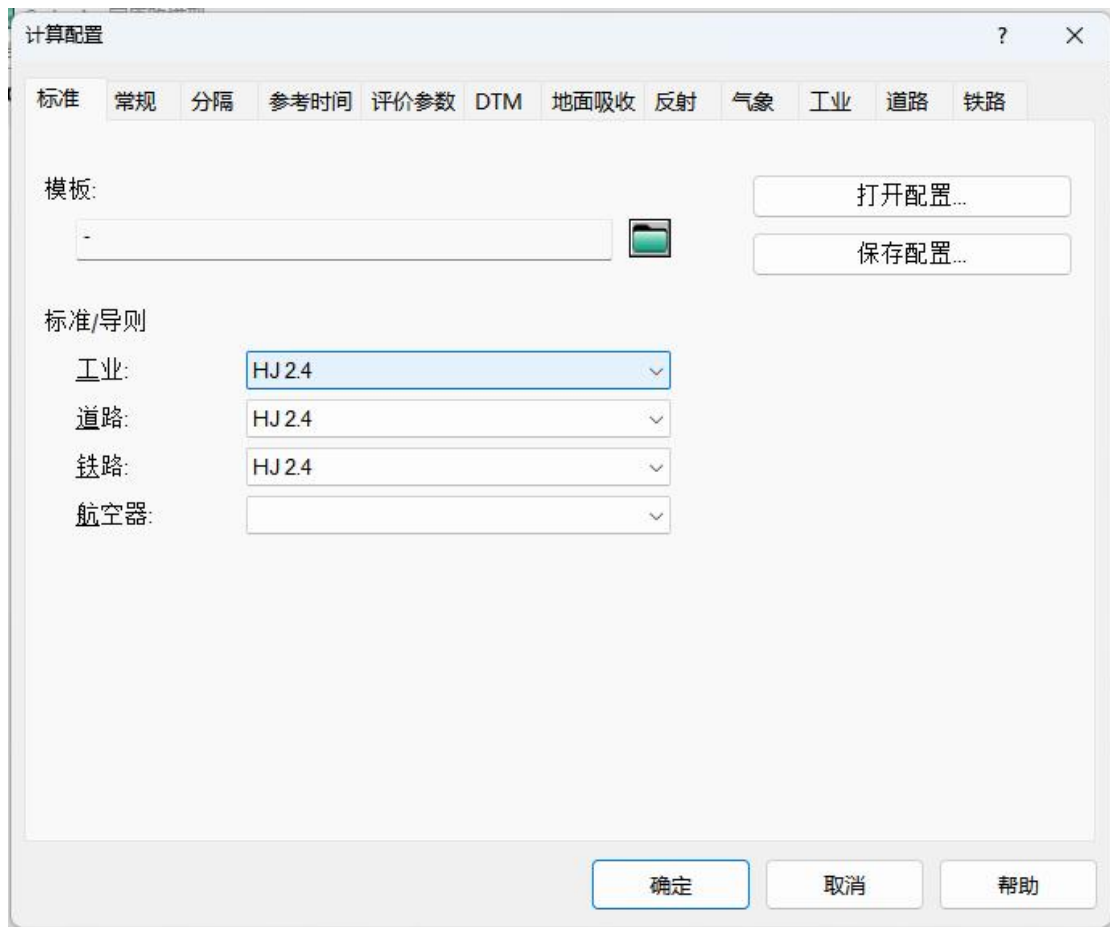 计算配置
标准 常规 分隔 参考时间 评价参数 DTM 地面吸收 反射 气象 工业 道路 铁路
模板:
打开配置...
-
保存配置...
标准/导则
工业: HJ 2.4
道路: HJ 2.4
铁路: HJ 2.4
航空器:
确定 取消 帮助